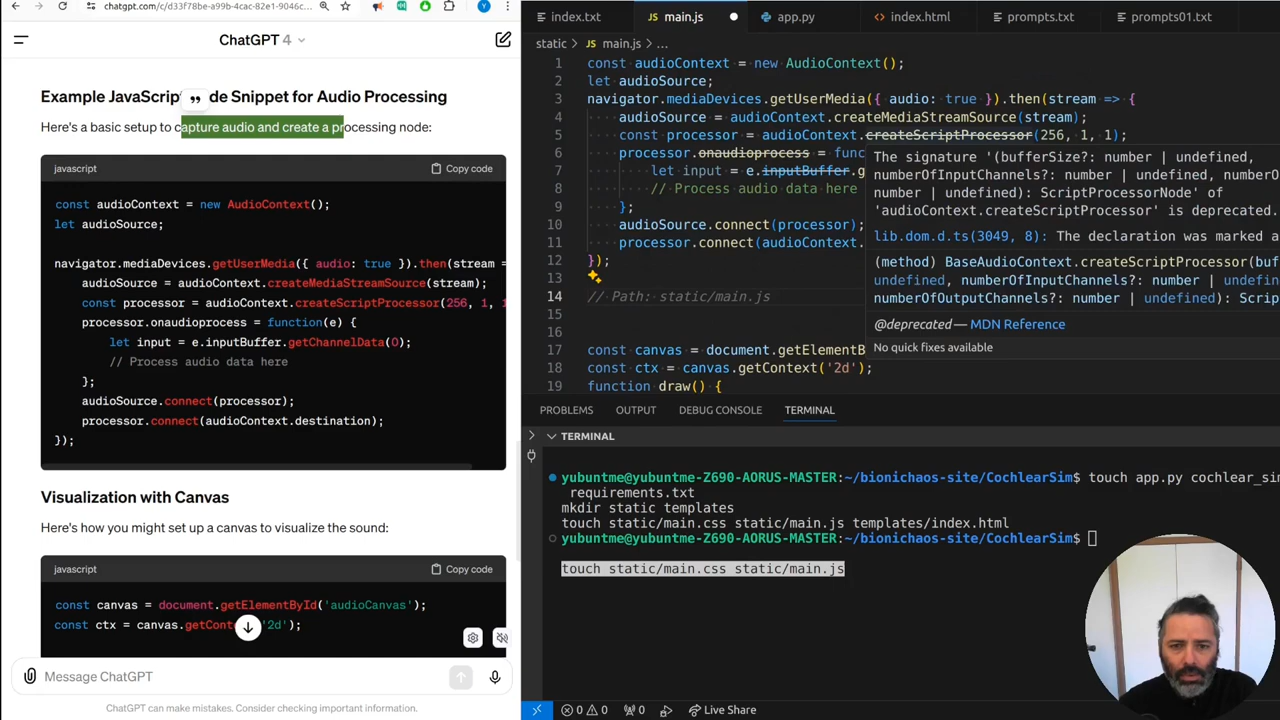 chatgpt.com/c/d33f78be-a99b-4cac-82e1-9046c...
Y
ChatGPT 4
Example JavaScrip de Snippet for Audio Processing
Here's a basic setup to capture audio and create a processing node:
javascript
Copy code
const audioContext = new AudioContext();
let audioSource;
navigator.mediaDevices.getUserMedia({ audio: true }).then(stream =
audioSource = audioContext.createMediaStreamSource(stream);
const processor = audioContext.createScriptProcessor(256, 1, 1
processor.onaudioprocess = function(e) {
let input = e.inputBuffer.getChannelData(0);
// Process audio data here
};
audioSource.connect(processor);
processor.connect(audioContext.destination);
});
Visualization with Canvas
Here's how you might set up a canvas to visualize the sound:
javascript
Copy code
const canvas = document.getElementById('audioCanvas');
const ctx = canvas.getCont '2d');
Message ChatGPT
ChatGPT can make mistakes. Consider checking important information.
index.txt
JS main.js
app.py
<> index.html
prompts.txt
prompts01.txt
static > JS main.js > ...
1 const audioContext = new AudioContext();
2 let audioSource;
3 navigator.mediaDevices.getUserMedia({ audio: true }).then(stream => {
4 audioSource = audioContext.createMediaStreamSource(stream);
5 const processor = audioContext.createScriptProcessor(256, 1, 1);
6 processor.onaudioprocess = func
7 let input = e.inputBuffer.g
8 // Process audio data here
9 };
10 audioSource.connect(processor);
11 processor.connect(audioContext.
12 });
13
14 // Path: static/main.js
15
16
17 const canvas = document.getElementB
18 const ctx = canvas.getContext('2d');
19 function draw() {
The signature '(bufferSize?: number | undefined,
numberOfInputChannels?: number | undefined, numberO
number | undefined): ScriptProcessorNode' of
'audioContext.createScriptProcessor' is deprecated.
lib.dom.d.ts(3049, 8): The declaration was marked a
(method) BaseAudioContext.createScriptProcessor(buf
undefined, numberOfInputChannels?: number | undefin
numberOfOutputChannels?: number | undefined): Scrip
@deprecated — MDN Reference
No quick fixes available
PROBLEMS
OUTPUT
DEBUG CONSOLE
TERMINAL
TERMINAL
yubuntme@yubuntme-Z690-AORUS-MASTER:~/bionichaos-site/CochlearSim$ touch app.py cochlear_si
requirements.txt
mkdir static templates
touch static/main.css static/main.js templates/index.html
yubuntme@yubuntme-Z690-AORUS-MASTER:~/bionichaos-site/CochlearSim$
touch static/main.css static/main.js
0 0 0 Live Share